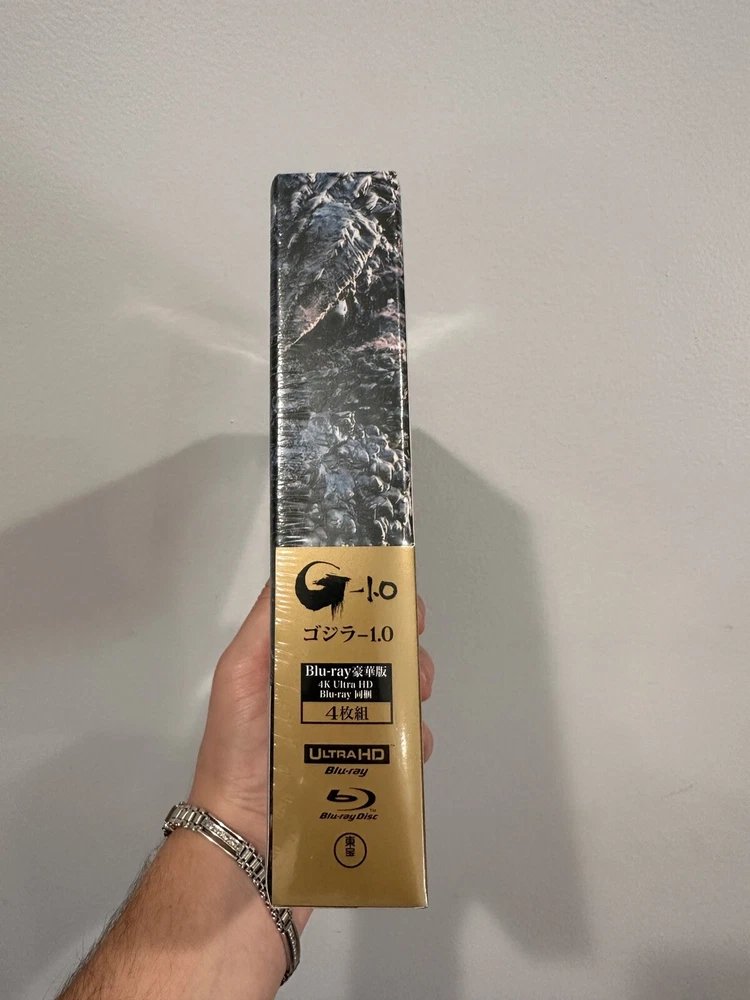 G-1.0
ゴジラ-1.0
Blu-ray豪華版
4K Ultra HD
Blu-ray 同梱
4枚組
ULTRA HD
Blu-ray
Blu-ray Disc
東宝